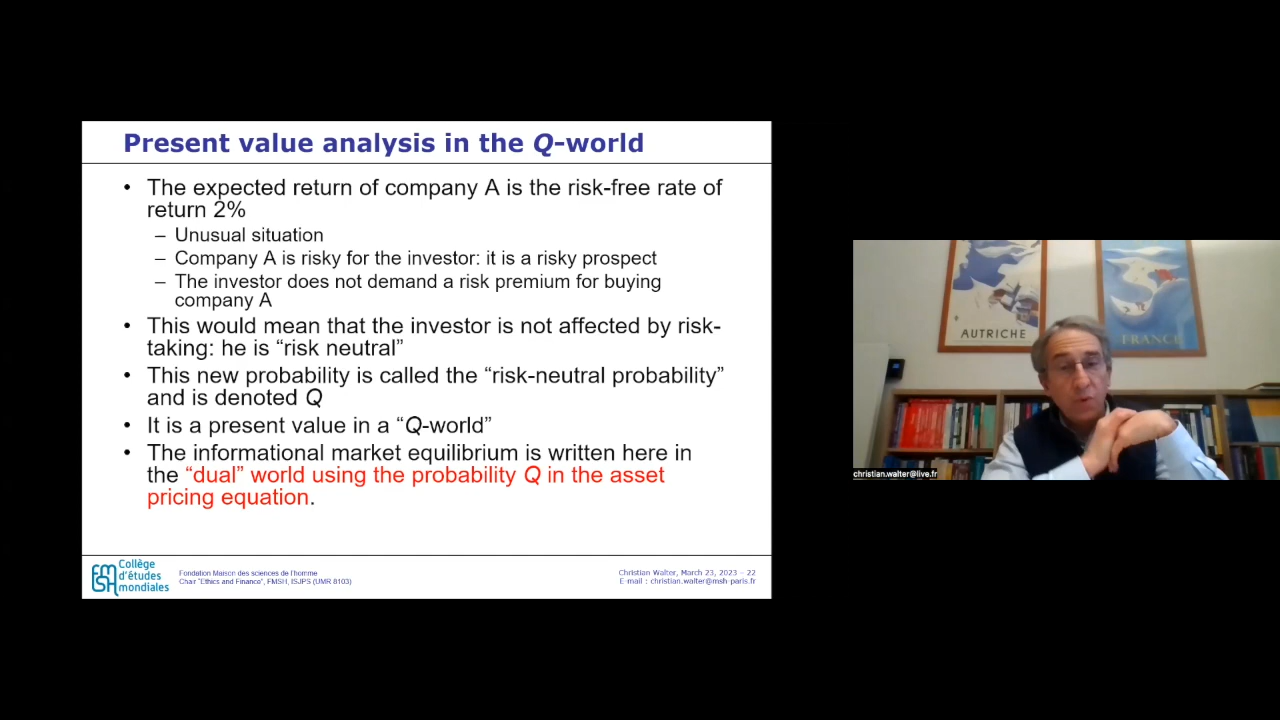 Present value analysis in the Q-world
• The expected return of company A is the risk-free rate of
return 2%
– Unusual situation
– Company A is risky for the investor: it is a risky prospect
– The investor does not demand a risk premium for buying
company A
• This would mean that the investor is not affected by risk-
taking: he is “risk neutral”
• This new probability is called the “risk-neutral probability”
and is denoted Q
• It is a present value in a “Q-world”
• The informational market equilibrium is written here in
the “dual” world using the probability Q in the asset
pricing equation.
FMSH
Collège
d'études
mondiales
Fondation Maison des sciences de l'homme
Chair "Ethics and Finance", FMSH, ISJPS (UMR 8103)
Christian Walter, March 23, 2023 – 22
E-mail : christian.walter@msh-paris.fr
AUTRICHE
FRANCE
christian.walter@live.fr